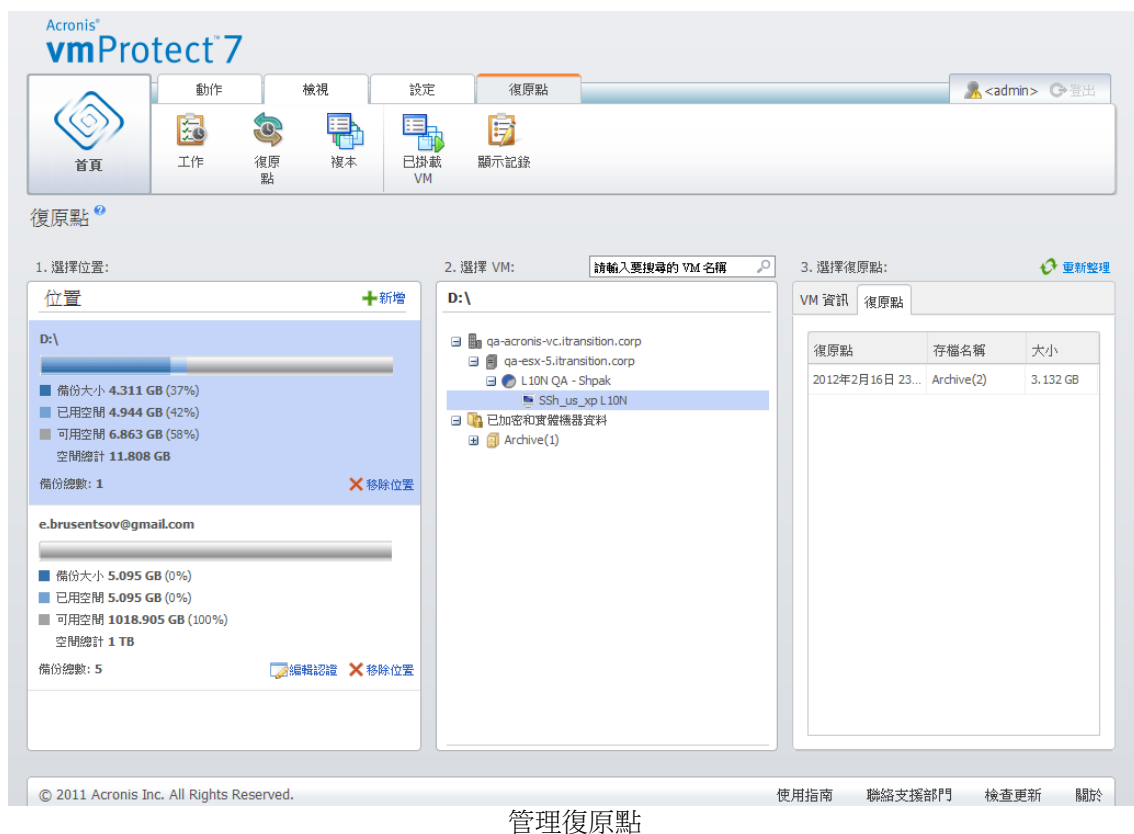 Acronis®
vmProtect™ 7
動作
檢視
設定
復原點
<admin>
登出
首頁
工作
復原點
複本
已掛載 VM
顯示記錄
復原點
1. 選擇位置:
位置
新增
D:\
備份大小 4.311 GB (37%)
已用空間 4.944 GB (42%)
可用空間 6.863 GB (58%)
空間總計 11.808 GB
備份總數: 1
移除位置
e.brusentsov@gmail.com
備份大小 5.095 GB (0%)
已用空間 5.095 GB (0%)
可用空間 1018.905 GB (100%)
空間總計 1 TB
備份總數: 5
編輯認證
移除位置
2. 選擇 VM:
請輸入要搜尋的 VM 名稱
D:\
qa-acronis-vc.itransition.corp
qa-esx-5.itransition.corp
L10N QA - Shpak
SSh_us_xp L10N
已加密和實體機器資料
Archive(1)
3. 選擇復原點:
重新整理
VM 資訊
復原點
復原點 存檔名稱 大小
2012年2月16日 23... Archive(2) 3.132 GB
© 2011 Acronis Inc. All Rights Reserved.
使用指南 聯絡支援部門 檢查更新 關於
管理復原點